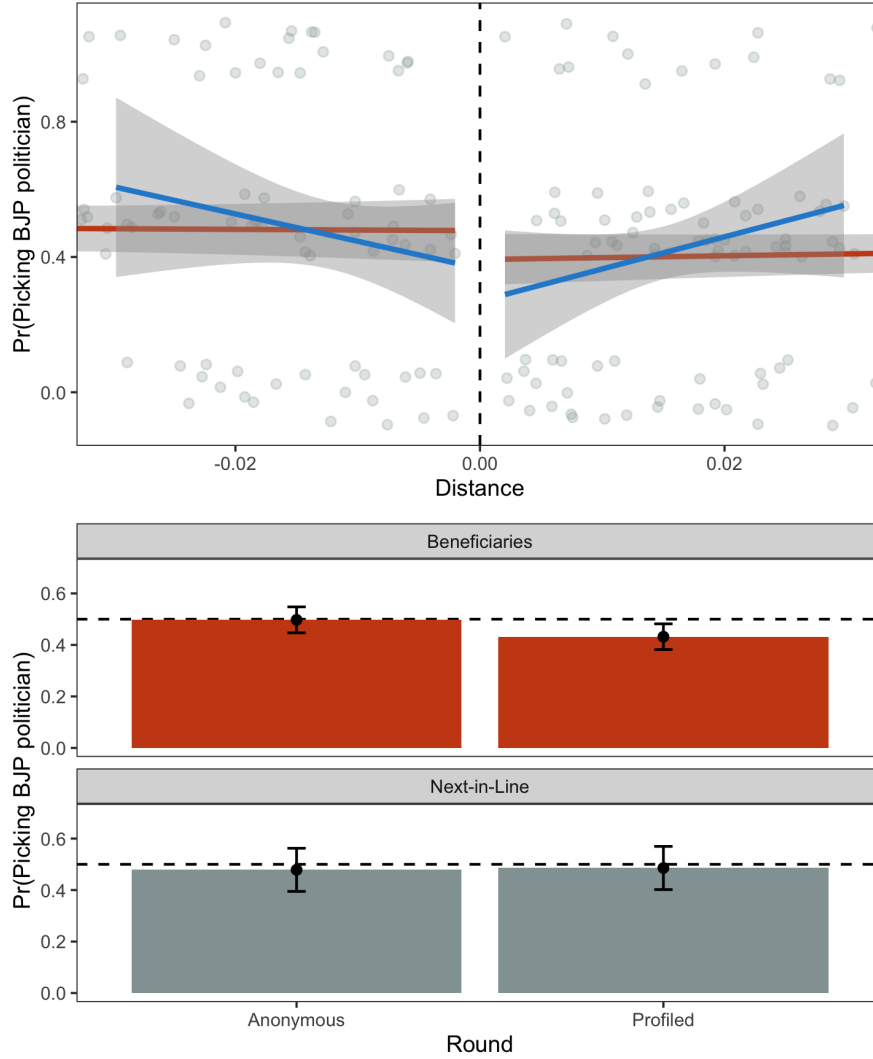 Pr(Picking BJP politician)
0.8
0.4
0.0
-0.02
0.00
0.02
Distance
Pr(Picking BJP politician)
Beneficiaries
0.6
0.4
0.2
0.0
Next-in-Line
0.6
0.4
0.2
0.0
Anonymous
Profiled
Round